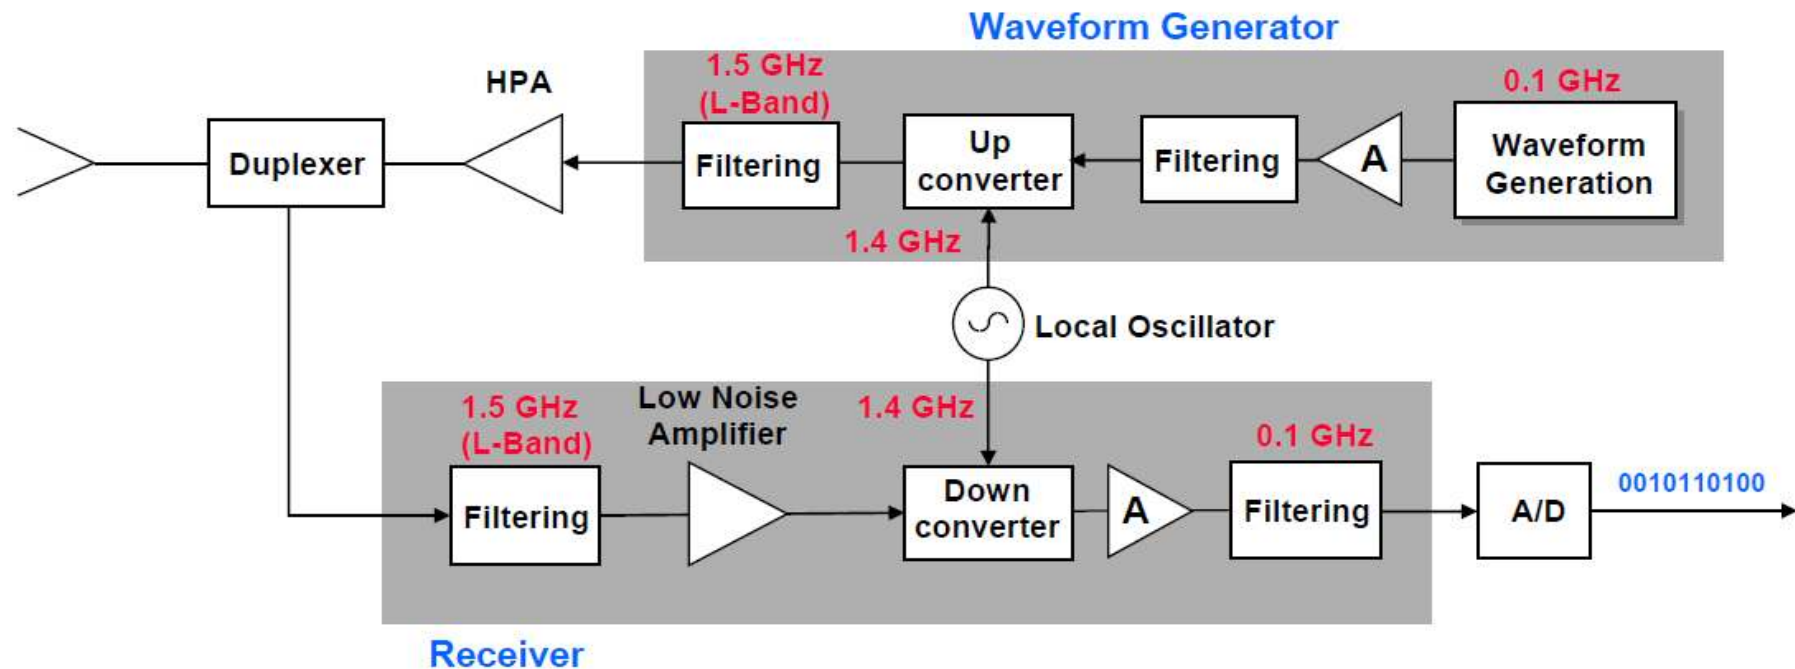 Waveform Generator
HPA
1.5 GHz
(L-Band)
0.1 GHz
Duplexer
Filtering
Up
converter
Filtering
A
Waveform
Generation
1.4 GHz
Local Oscillator
1.5 GHz
(L-Band)
Low Noise
Amplifier
1.4 GHz
0.1 GHz
Filtering
Down
converter
A
Filtering
A/D
0010110100
Receiver